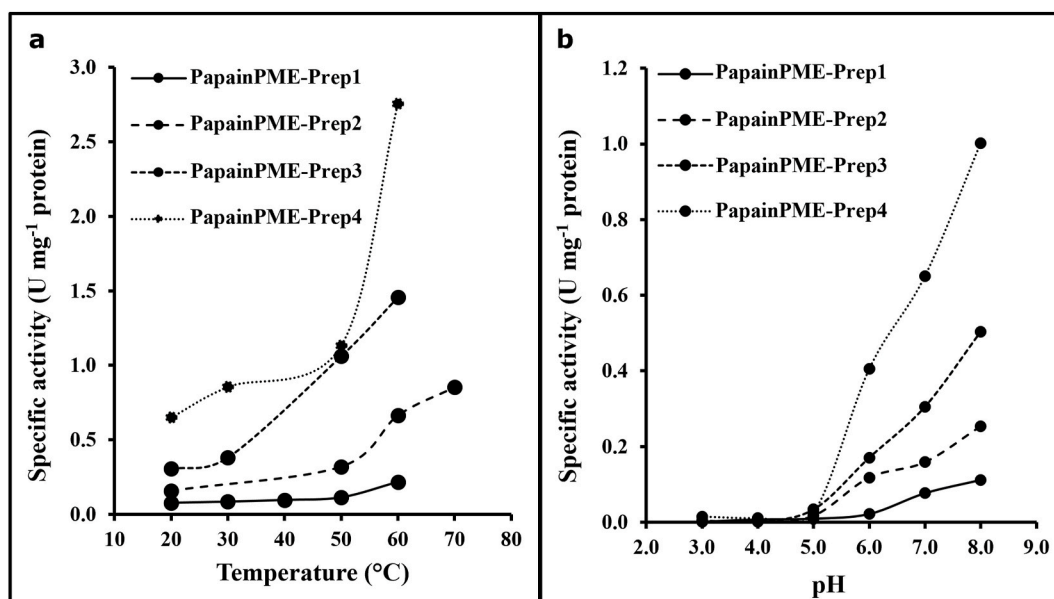 a
3.0
2.5
2.0
1.5
1.0
0.5
0.0
10 20 30 40 50 60 70 80
Temperature (°C)
Specific activity (U mg⁻¹ protein)
PapainPME-Prep1
PapainPME-Prep2
PapainPME-Prep3
PapainPME-Prep4
b
1.2
1.0
0.8
0.6
0.4
0.2
0.0
2.0 3.0 4.0 5.0 6.0 7.0 8.0 9.0
pH
Specific activity (U mg⁻¹ protein)
PapainPME-Prep1
PapainPME-Prep2
PapainPME-Prep3
PapainPME-Prep4